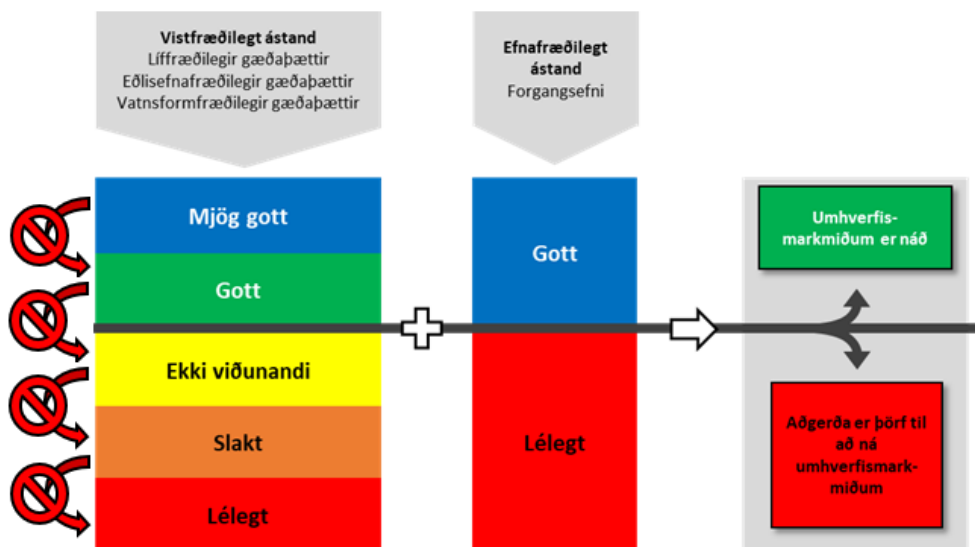 Vistfræðilegt ástand
Líffræðilegir gæðaþættir
Eðlisefnafræðilegir gæðaþættir
Vatnsformfræðilegir gæðaþættir
Efnafræðilegt
ástand
Forgangsefni
Mjög gott
Gott
Ekki viðunandi
Slakt
Lélegt
Gott
Lélegt
Umhverfis-
markmiðum er náð
Aðgerða er þörf til
að ná
umhverfismark-
miðum